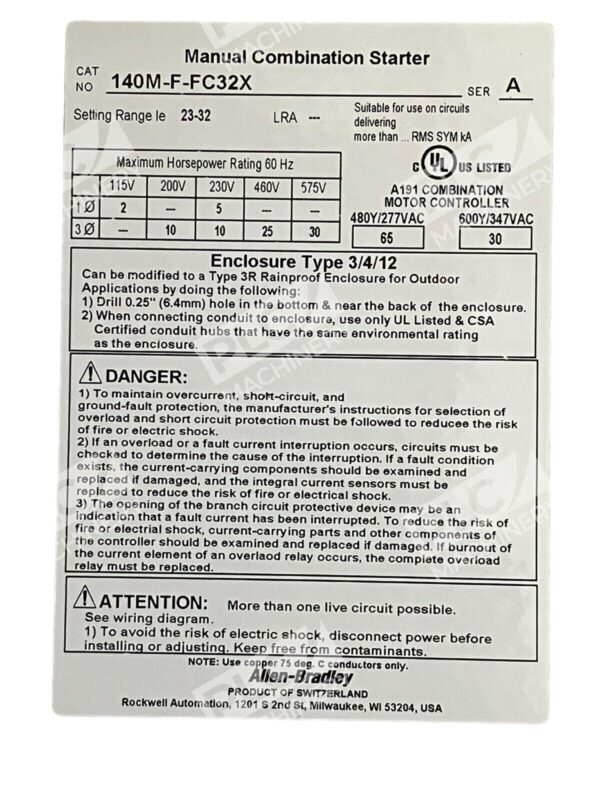 Manual Combination Starter
CAT
NO 140M-F-FC32X SER A
Setting Range Ie 23-32 LRA ---
Suitable for use on circuits
delivering
more than ... RMS SYM kA
Maximum Horsepower Rating 60 Hz
115V 200V 230V 460V 575V
1Ø 2 — 5
3Ø — 10 10 25 30
C UL US LISTED
A191 COMBINATION
MOTOR CONTROLLER
480Y/277VAC 600Y/347VAC
65 30
Enclosure Type 3/4/12
Can be modified to a Type 3R Rainproof Enclosure for Outdoor
Applications by doing the following:
1) Drill 0.25" (6.4mm) hole in the bottom & near the back of the enclosure.
2) When connecting conduit to enclosure, use only UL Listed & CSA
Certified conduit hubs that have the same environmental rating
as the enclosure.
DANGER:
1) To maintain overcurrent, short-circuit, and
ground-fault protection, the manufacturer's instructions for selection of
overload and short circuit protection must be followed to reducee the risk
of fire or electric shock.
2) If an overload or a fault current interruption occurs, circuits must be
checked to determine the cause of the interruption. If a fault condition
exists, the current-carrying components should be examined and
replaced if damaged, and the integral current sensors must be
replaced to reduce the risk of fire or electrical shock.
3) The opening of the branch circuit protective device may be an
indication that a fault current has been interrupted. To reduce the risk of
fire or electrial shock, current-carrying parts and other components of
the controller should be examined and replaced if damaged. If burnout of
the current element of an overlaod relay occurs, the complete overload
relay must be replaced.
ATTENTION: More than one live circuit possible.
See wiring diagram.
1) To avoid the risk of electric shock, disconnect power before
installing or adjusting. Keep free from contaminants.
NOTE: Use copper 75 deg. C conductors only.
Allen-Bradley
PRODUCT OF SWITZERLAND
Rockwell Automation, 1201 S 2nd St, Milwaukee, WI 53204, USA